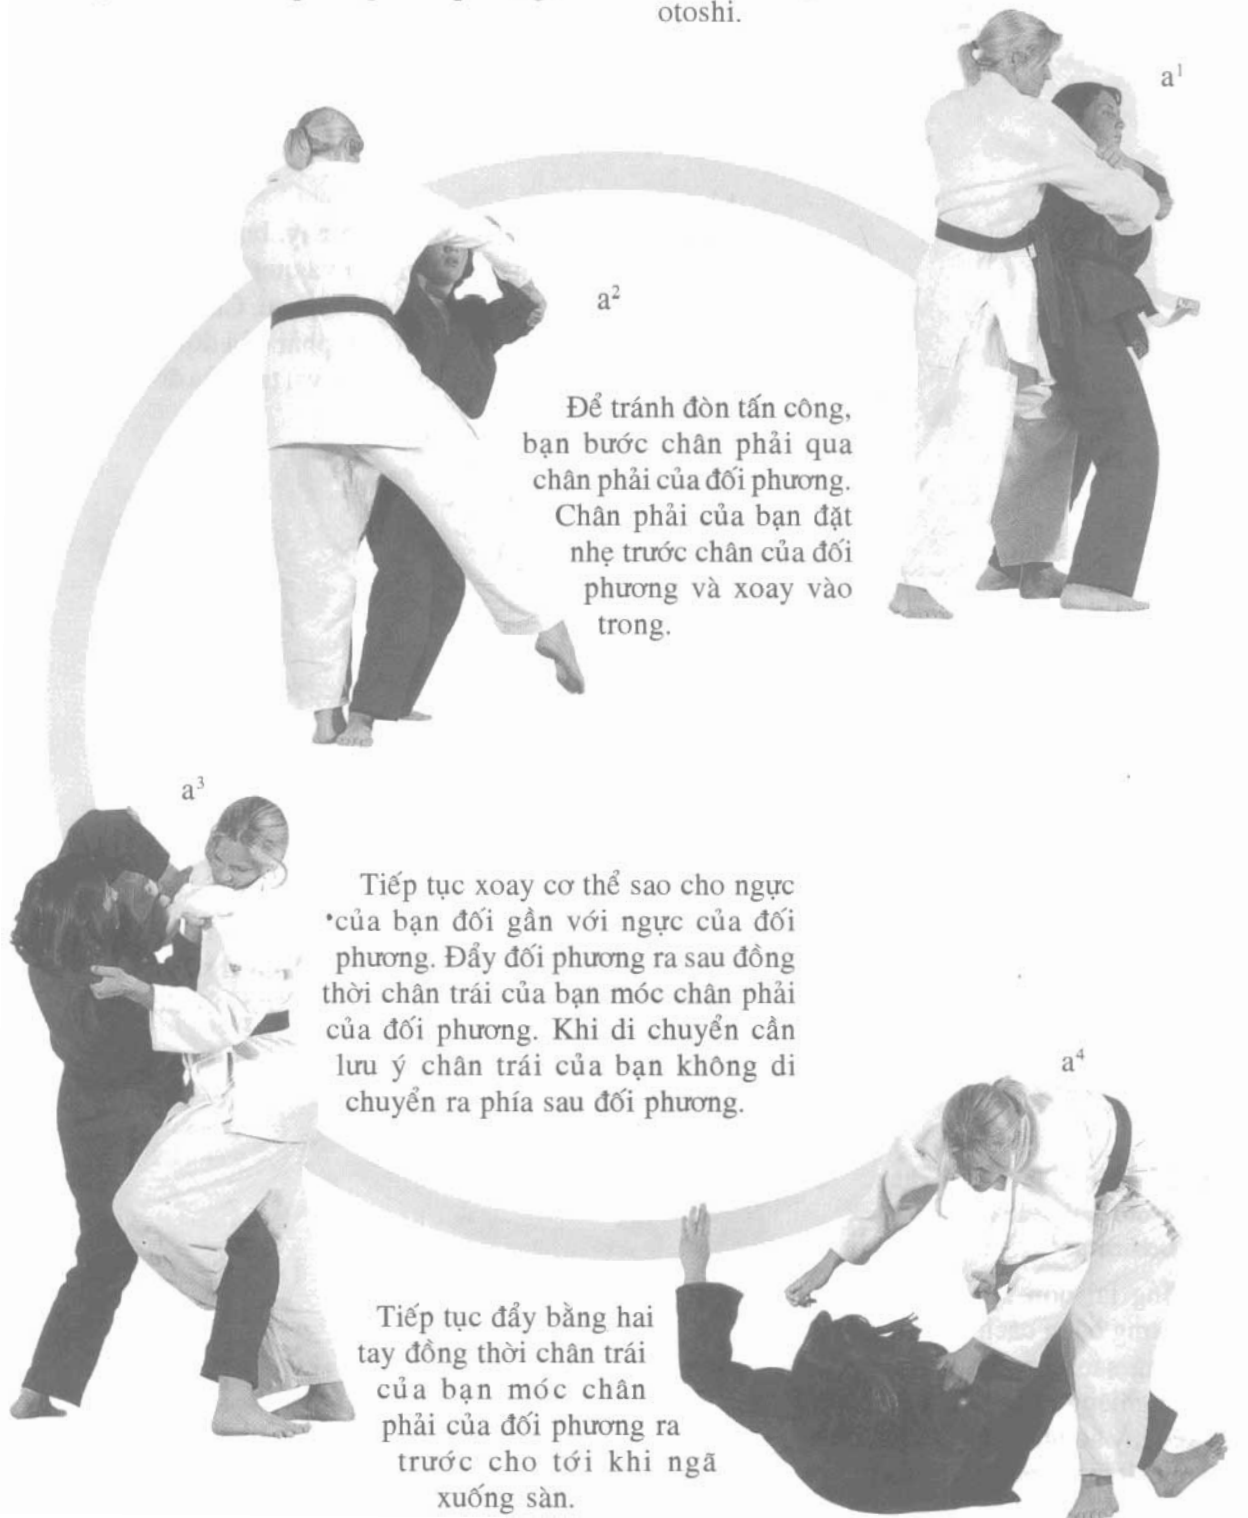 otoshi.
a¹
a²
Để tránh đòn tấn công,
bạn bước chân phải qua
chân phải của đối phương.
Chân phải của bạn đặt
nhẹ trước chân của đối
phương và xoay vào
trong.
a³
Tiếp tục xoay cơ thể sao cho ngực
của bạn đối gần với ngực của đối
phương. Đẩy đối phương ra sau đồng
thời chân trái của bạn móc chân phải
của đối phương. Khi di chuyển cần
lưu ý chân trái của bạn không di
chuyển ra phía sau đối phương.
a⁴
Tiếp tục đẩy bằng hai
tay đồng thời chân trái
của bạn móc chân
phải của đối phương ra
trước cho tới khi ngã
xuống sàn.